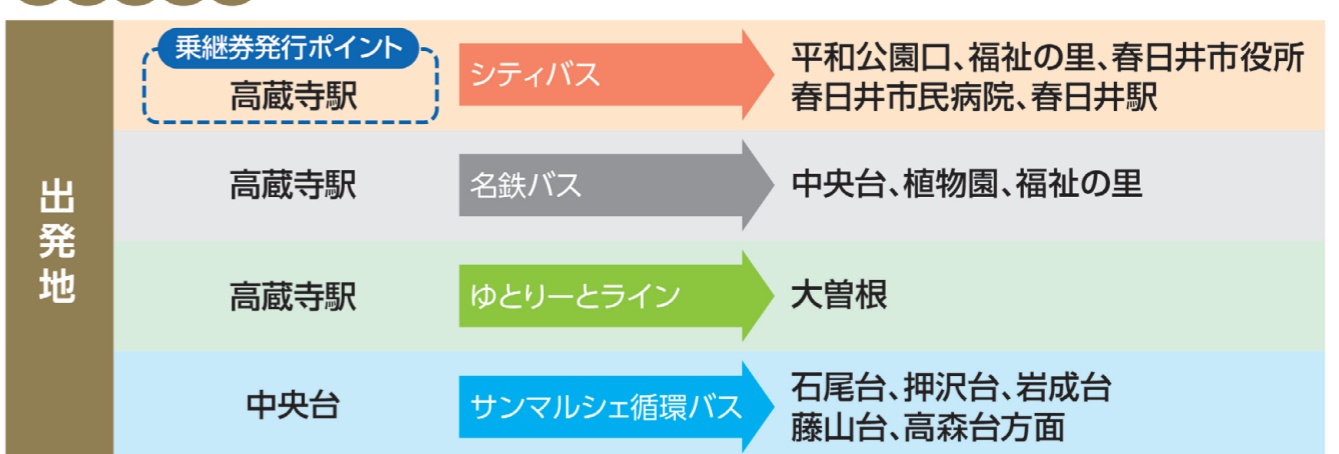 出発地
乗継券発行ポイント
高蔵寺駅
シティバス
平和公園口、福祉の里、春日井市役所
春日井市民病院、春日井駅
高蔵寺駅
名鉄バス
中央台、植物園、福祉の里
高蔵寺駅
ゆとりーとライン
大曽根
中央台
サンマルシェ循環バス
石尾台、押沢台、岩成台
藤山台、高森台方面